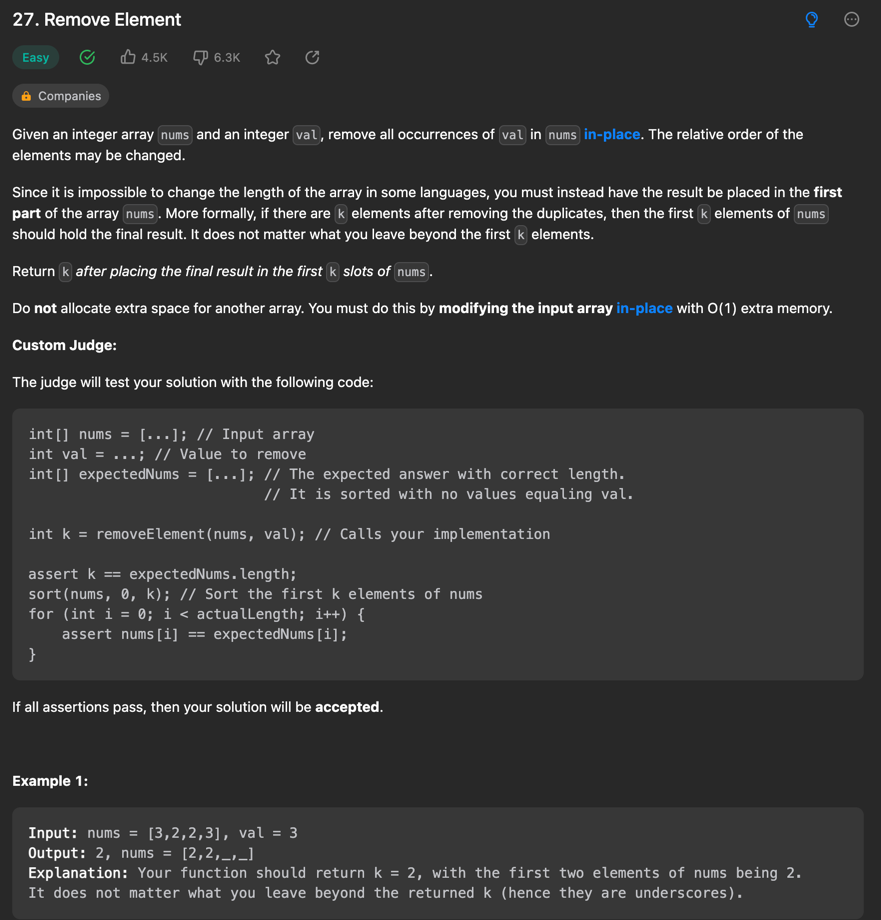 27. Remove Element
Easy 4.5K 6.3K
Companies
Given an integer array nums and an integer val, remove all occurrences of val in nums in-place. The relative order of the
elements may be changed.
Since it is impossible to change the length of the array in some languages, you must instead have the result be placed in the first
part of the array nums. More formally, if there are k elements after removing the duplicates, then the first k elements of nums
should hold the final result. It does not matter what you leave beyond the first k elements.
Return k after placing the final result in the first k slots of nums.
Do not allocate extra space for another array. You must do this by modifying the input array in-place with O(1) extra memory.
Custom Judge:
The judge will test your solution with the following code:
int[] nums = [...]; // Input array
int val = ...; // Value to remove
int[] expectedNums = [...]; // The expected answer with correct length.
                            // It is sorted with no values equaling val.
int k = removeElement(nums, val); // Calls your implementation
assert k == expectedNums.length;
sort(nums, 0, k); // Sort the first k elements of nums
for (int i = 0; i < actualLength; i++) {
    assert nums[i] == expectedNums[i];
}
If all assertions pass, then your solution will be accepted.
Example 1:
Input: nums = [3,2,2,3], val = 3
Output: 2, nums = [2,2,_,_]
Explanation: Your function should return k = 2, with the first two elements of nums being 2.
It does not matter what you leave beyond the returned k (hence they are underscores).